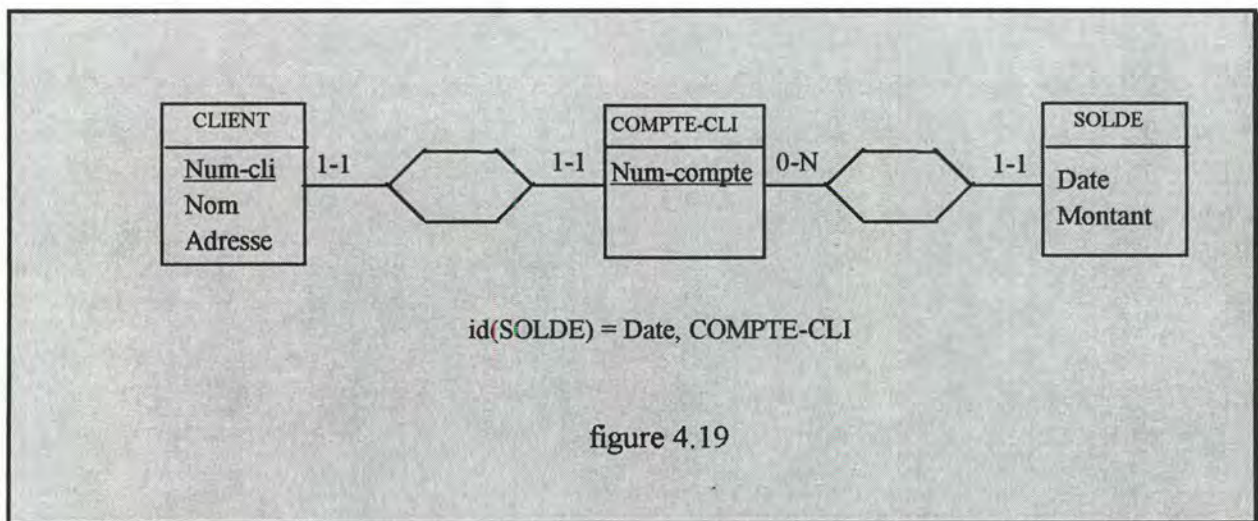 CLIENT
Num-cli
Nom
Adresse
1-1
1-1
COMPTE-CLI
Num-compte
0-N
1-1
SOLDE
Date
Montant
id(SOLDE) = Date, COMPTE-CLI
figure 4.19